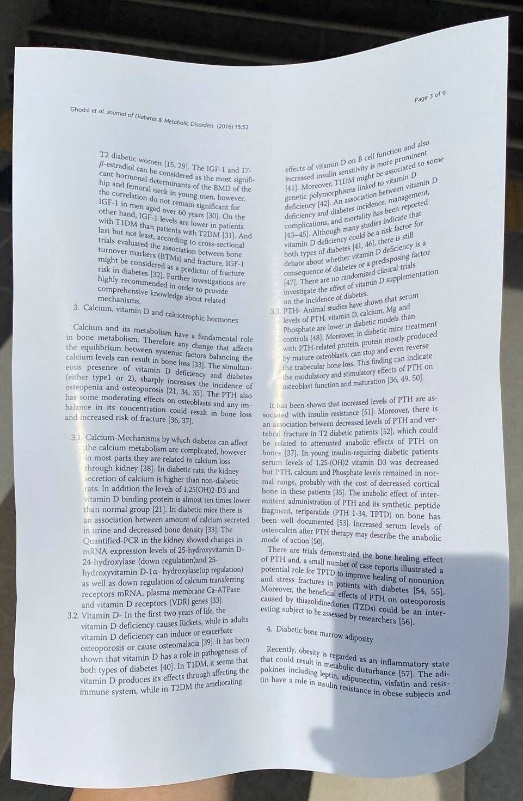 Ghodsi et al. Journal of Diabetes & Metabolic Disorders (2016) 15:52
Page 3 of 9
T2 diabetic women [15, 29]. The IGF-1 and 17-
β-estradiol can be considered as the most signifi-
cant hormonal determinants of the BMD of the
hip and femoral neck in young men, however,
the correlation do not remain significant for
IGF-1 in men aged over 60 years [30]. On the
other hand, IGF-1 levels are lower in patients
with T1DM than patients with T2DM [31]. And
last but not least, according to cross-sectional
trials evaluated the association between bone
turnover markers (BTMs) and fracture, IGF-1
might be considered as a predictor of fracture
risk in diabetes [32]. Further investigations are
highly recommended in order to provide
comprehensive knowledge about related
mechanisms.
3. Calcium, vitamin D and calciotrophic hormones
Calcium and its metabolism have a fundamental role
in bone metabolism. Therefore any change that affects
the equilibrium between systemic factors balancing the
calcium levels can result in bone loss [33]. The simultan-
eous presence of vitamin D deficiency and diabetes
(either type1 or 2), sharply increases the incidence of
osteopenia and osteoporosis [21, 34, 35]. The PTH also
has some moderating effects on osteoblasts and any im-
balance in its concentration could result in bone loss
and increased risk of fracture [36, 37].
3.1. Calcium-Mechanisms by which diabetes can affect
the calcium metabolism are complicated, however
in most parts they are related to calcium loss
through kidney [38]. In diabetic rats, the kidney
secretion of calcium is higher than non-diabetic
rats. In addition the levels of 1,25(OH)2-D3 and
vitamin D binding protein is almost ten times lower
than normal group [21]. In diabetic mice there is
an association between amount of calcium secreted
in urine and decreased bone density [33]. The
Quantified-PCR in the kidney showed changes in
mRNA expression levels of 25-hydroxyvitamin D-
24-hydroxylase (down regulation)and 25-
hydroxyvitamin D-1α- hydroxylase(up regulation)
as well as down regulation of calcium transferring
receptors mRNA, plasma membrane Ca-ATPase
and vitamin D receptors (VDR) genes [33].
3.2. Vitamin D- In the first two years of life, the
vitamin D deficiency causes Rickets, while in adults
vitamin D deficiency can induce or exacerbate
osteoporosis or cause osteomalacia [39]. It has been
shown that vitamin D has a role in pathogenesis of
both types of diabetes [40]. In T1DM, it seems that
vitamin D produces its effects through affecting the
immune system, while in T2DM the ameliorating
effects of vitamin D on B cell function and also
increased insulin sensitivity is more prominent
[41]. Moreover, T1DM might be associated to some
genetic polymorphisms linked to vitamin D
deficiency [42]. An association between vitamin D
deficiency and diabetes incidence, management,
complications, and mortality has been reported
[43–45]. Although many studies indicate that
vitamin D deficiency could be a risk factor for
both types of diabetes [41, 46], there is still
debate about whether vitamin D deficiency is a
consequence of diabetes or a predisposing factor
[47]. There are no randomized clinical trials
investigate the effect of vitamin D supplementation
on the incidence of diabetes.
3.3. PTH- Animal studies have shown that serum
levels of PTH, vitamin D, calcium, Mg and
Phosphate are lower in diabetic models than
controls [48]. Moreover, in diabetic mice treatment
with PTH-related protein, protein mostly produced
by mature osteoblasts, can stop and even reverse
the trabecular bone loss. This finding can indicate
the modulatory and stimulatory effects of PTH on
osteoblast function and maturation [36, 49, 50].
It has been shown that increased levels of PTH are as-
sociated with insulin resistance [51]. Moreover, there is
an association between decreased levels of PTH and ver-
tebral fracture in T2 diabetic patients [52], which could
be related to attenuated anabolic effects of PTH on
bones [37]. In young insulin-requiring diabetic patients
serum levels of 1,25-(OH)2 vitamin D3 was decreased
but PTH, calcium and Phosphate levels remained in nor-
mal range, probably with the cost of decreased cortical
bone in these patients [35]. The anabolic effect of inter-
mittent administration of PTH and its synthetic peptide
fragment, teriparatide (PTH 1-34, TPTD) on bone has
been well documented [53]. Increased serum levels of
osteocalcin after PTH therapy may describe the anabolic
mode of action [50].
There are trials demonstrated the bone healing effect
of PTH and, a small number of case reports illustrated a
potential role for TPTD to improve healing of nonunion
and stress fractures in patients with diabetes [54, 55].
Moreover, the beneficial effects of PTH on osteoporosis
caused by thiazolidinediones (TZDs) could be an inter-
esting subject to be assessed by researchers [56].
4. Diabetic bone marrow adiposity
Recently, obesity is regarded as an inflammatory state
that could result in metabolic disturbance [57]. The adi-
pokines including leptin, adiponectin, visfatin and resis-
tin have a role in insulin resistance in obese subjects and